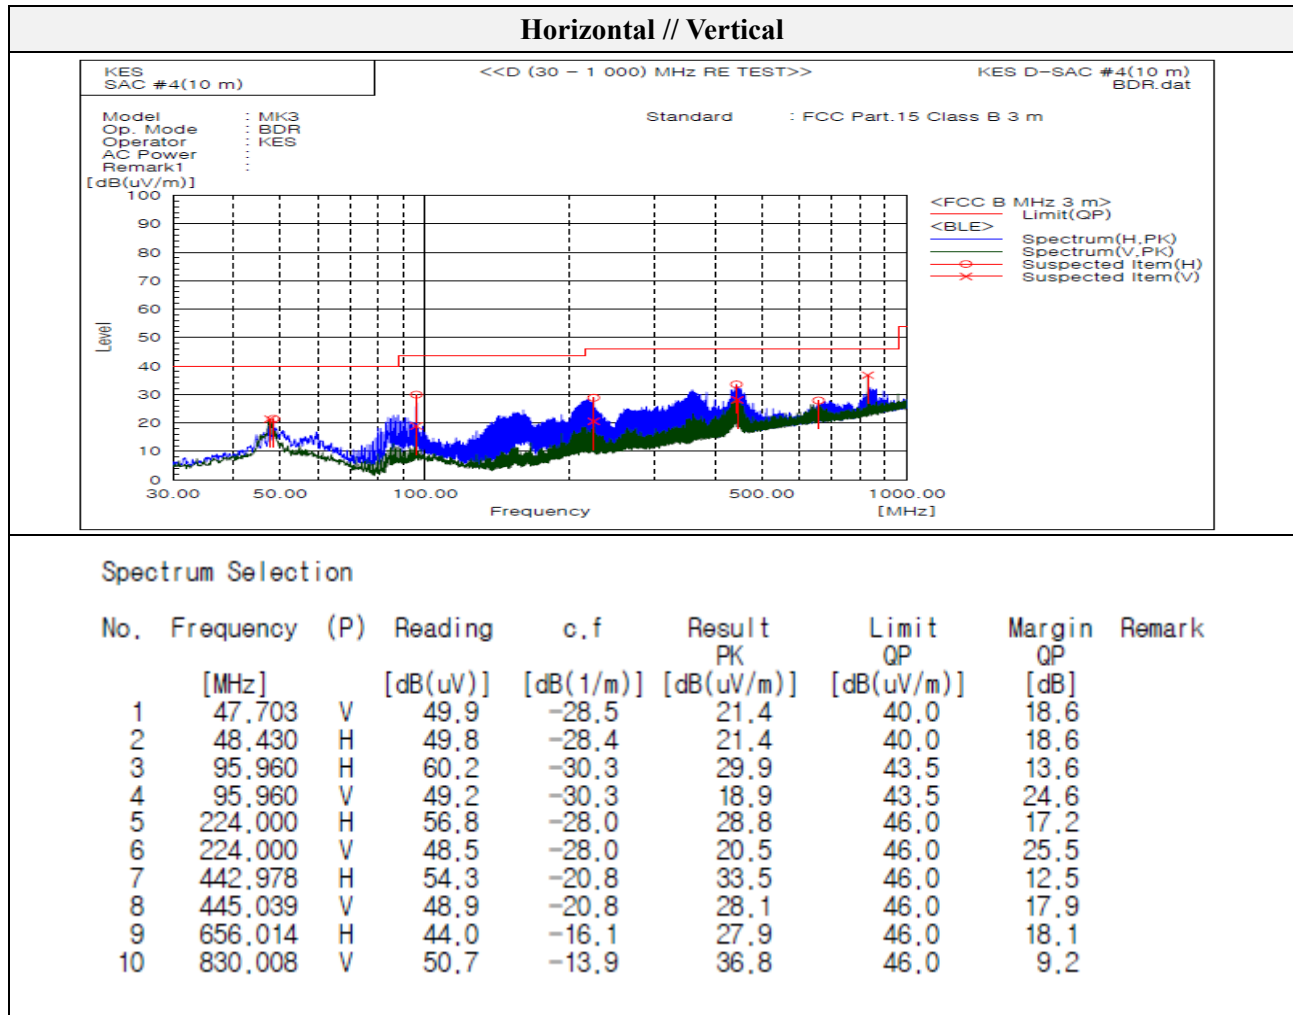 Horizontal // Vertical
KES
SAC #4(10 m)
<<D (30 - 1 000) MHz RE TEST>>
KES D-SAC #4(10 m)
BDR.dat
Model : MK3
Op. Mode : BDR
Operator : KES
AC Power :
Remark1 :
Standard : FCC Part.15 Class B 3 m
[dB(uV/m)]
100
90
80
70
60
50
40
30
20
10
0
Level
30.00 50.00 100.00 500.00 1000.00
Frequency [MHz]
<FCC B MHz 3 m>
Limit(QP)
<BLE>
Spectrum(H,PK)
Spectrum(V,PK)
Suspected Item(H)
Suspected Item(V)
Spectrum Selection
No. Frequency (P) Reading c.f Result Limit Margin Remark
PK QP QP
[MHz] [dB(uV)] [dB(1/m)] [dB(uV/m)] [dB(uV/m)] [dB]
1 47.703 V 49.9 -28.5 21.4 40.0 18.6
2 48.430 H 49.8 -28.4 21.4 40.0 18.6
3 95.960 H 60.2 -30.3 29.9 43.5 13.6
4 95.960 V 49.2 -30.3 18.9 43.5 24.6
5 224.000 H 56.8 -28.0 28.8 46.0 17.2
6 224.000 V 48.5 -28.0 20.5 46.0 25.5
7 442.978 H 54.3 -20.8 33.5 46.0 12.5
8 445.039 V 48.9 -20.8 28.1 46.0 17.9
9 656.014 H 44.0 -16.1 27.9 46.0 18.1
10 830.008 V 50.7 -13.9 36.8 46.0 9.2